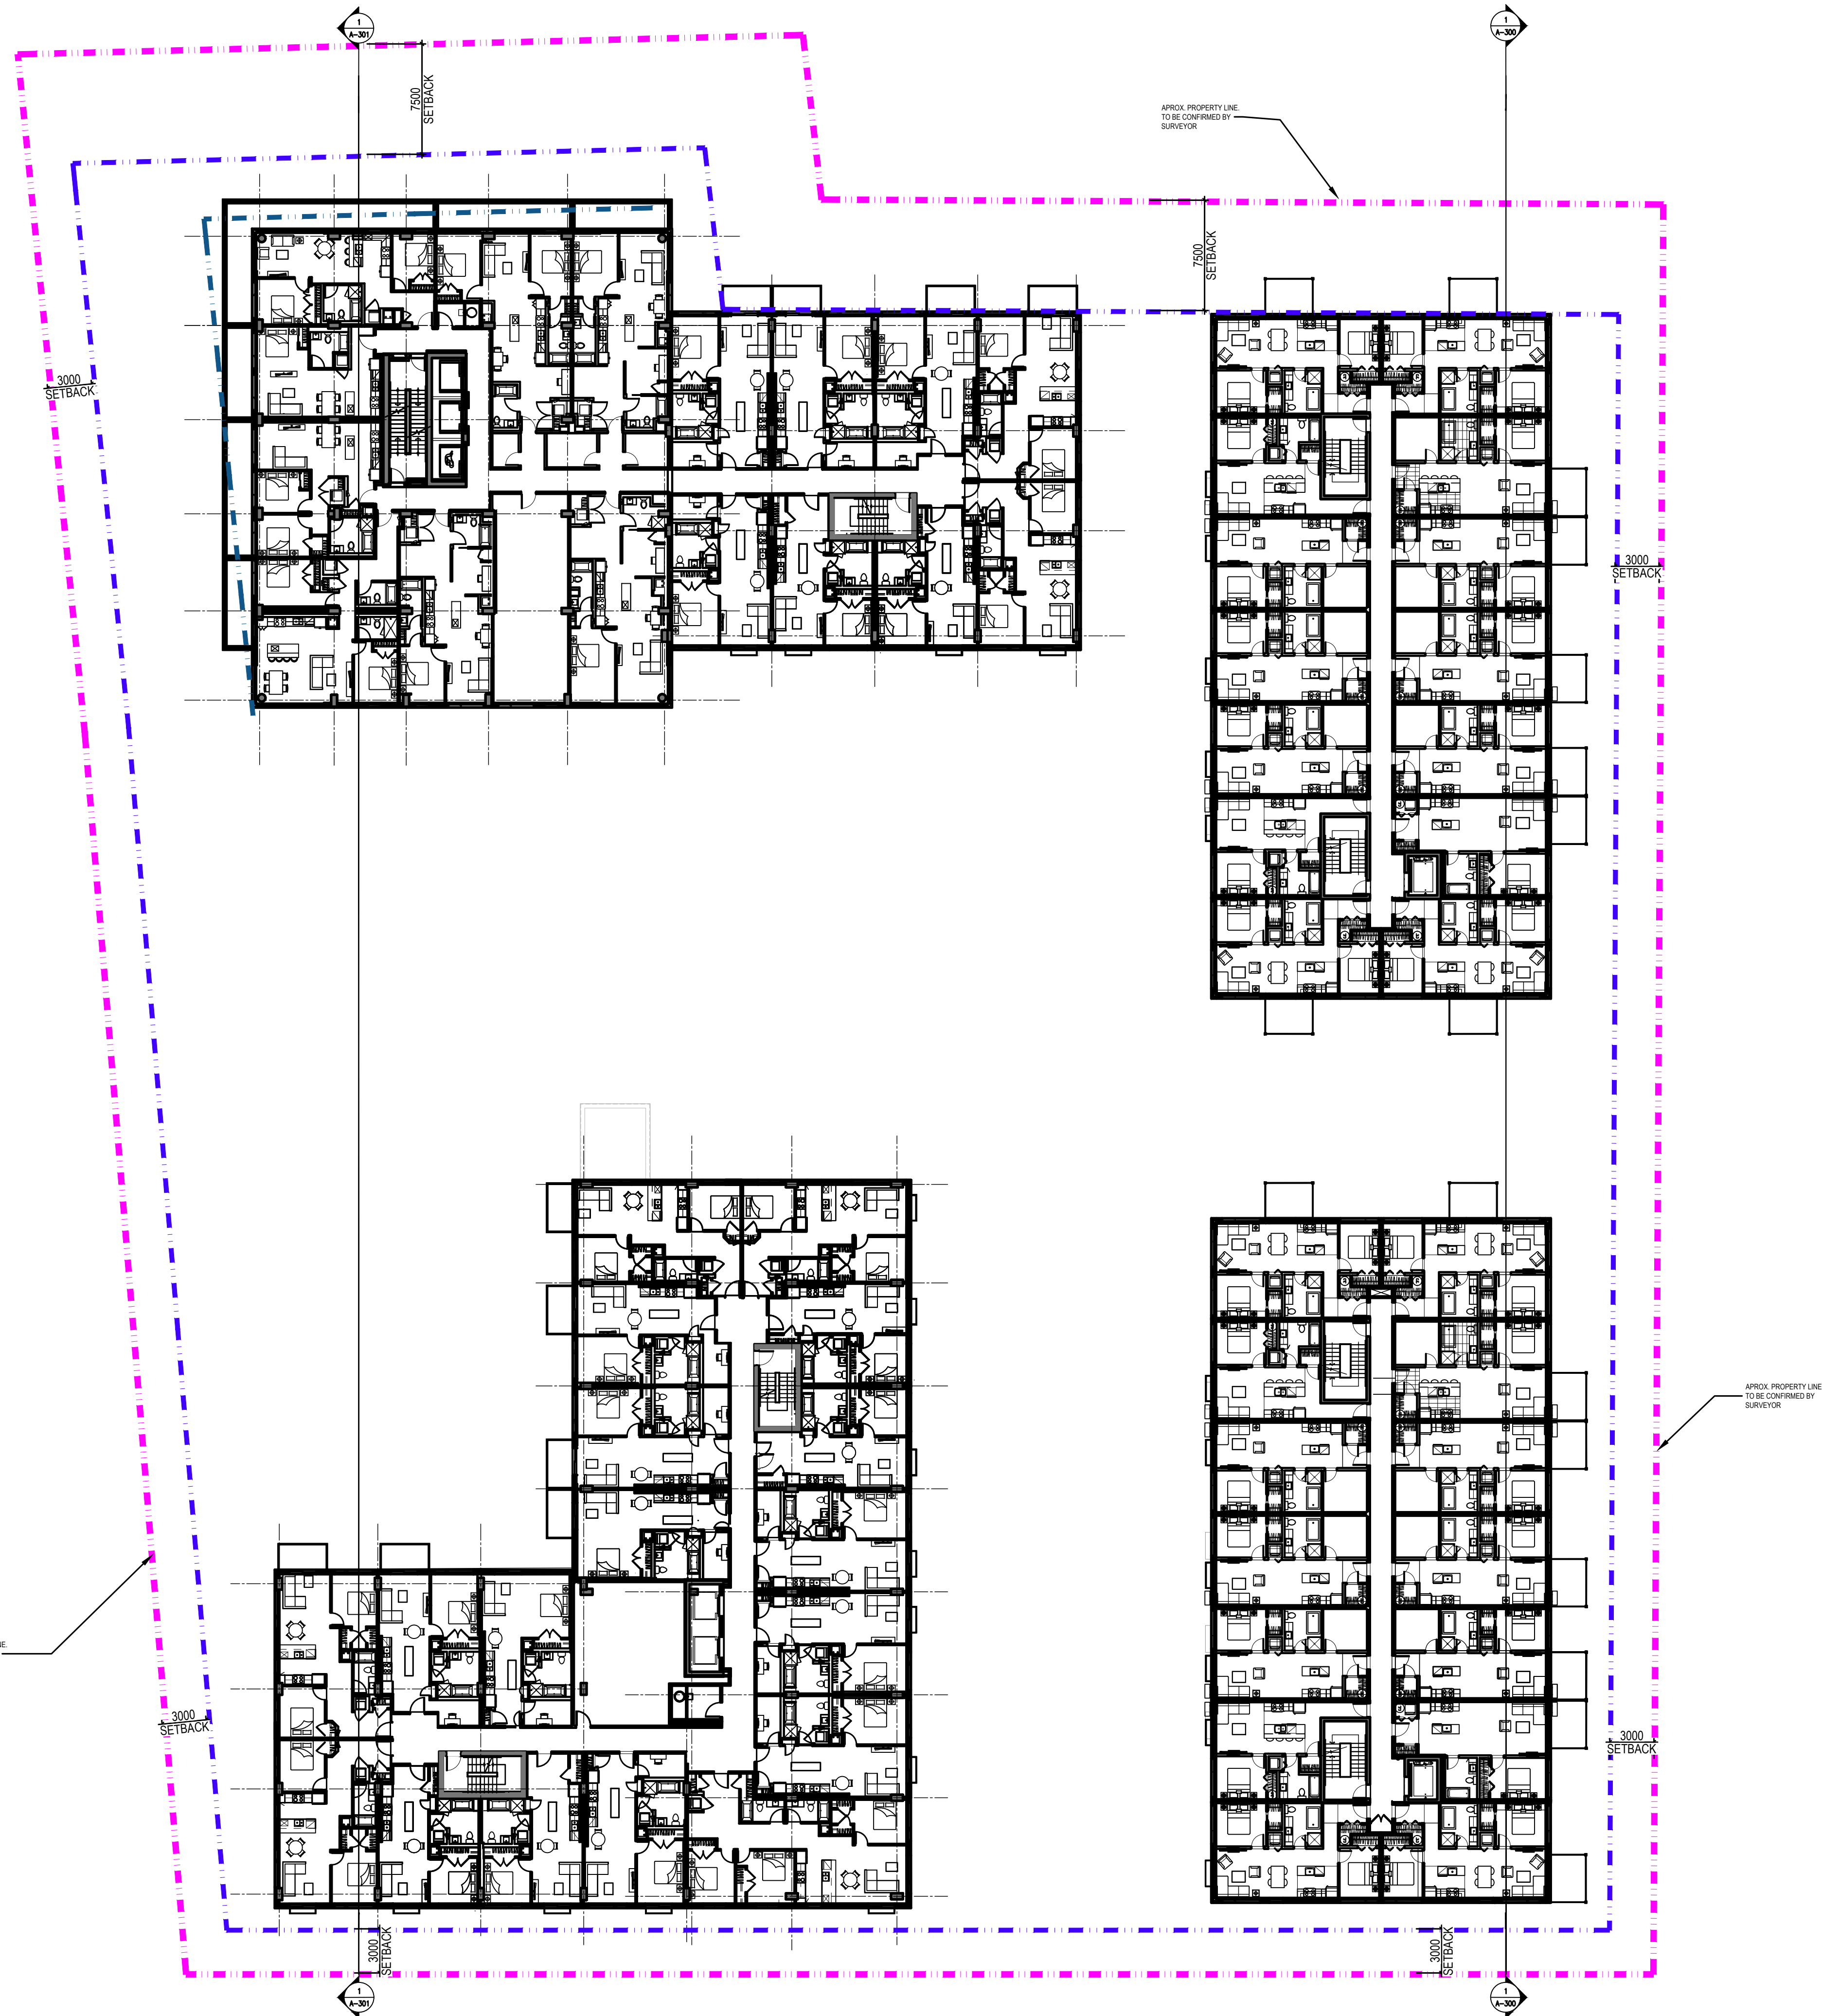 1
A-301
1
A-300
7500
SETBACK
APROX. PROPERTY LINE.
TO BE CONFIRMED BY
SURVEYOR
7500
SETBACK
3000
SETBACK
3000
SETBACK
APROX. PROPERTY LINE
TO BE CONFIRMED BY
SURVEYOR
NE.
3000
SETBACK
3000
SETBACK
3000
SETBACK
3000
SETBACK
1
A-301
1
A-300